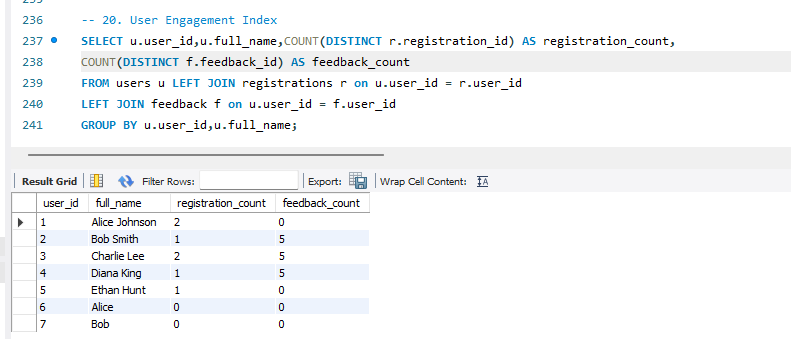 235
236 -- 20. User Engagement Index
237 SELECT u.user_id,u.full_name,COUNT(DISTINCT r.registration_id) AS registration_count,
238 COUNT(DISTINCT f.feedback_id) AS feedback_count
239 FROM users u LEFT JOIN registrations r on u.user_id = r.user_id
240 LEFT JOIN feedback f on u.user_id = f.user_id
241 GROUP BY u.user_id,u.full_name;
Result Grid Filter Rows: Export: Wrap Cell Content:
user_id full_name registration_count feedback_count
1 Alice Johnson 2 0
2 Bob Smith 1 5
3 Charlie Lee 2 5
4 Diana King 1 5
5 Ethan Hunt 1 0
6 Alice 0 0
7 Bob 0 0